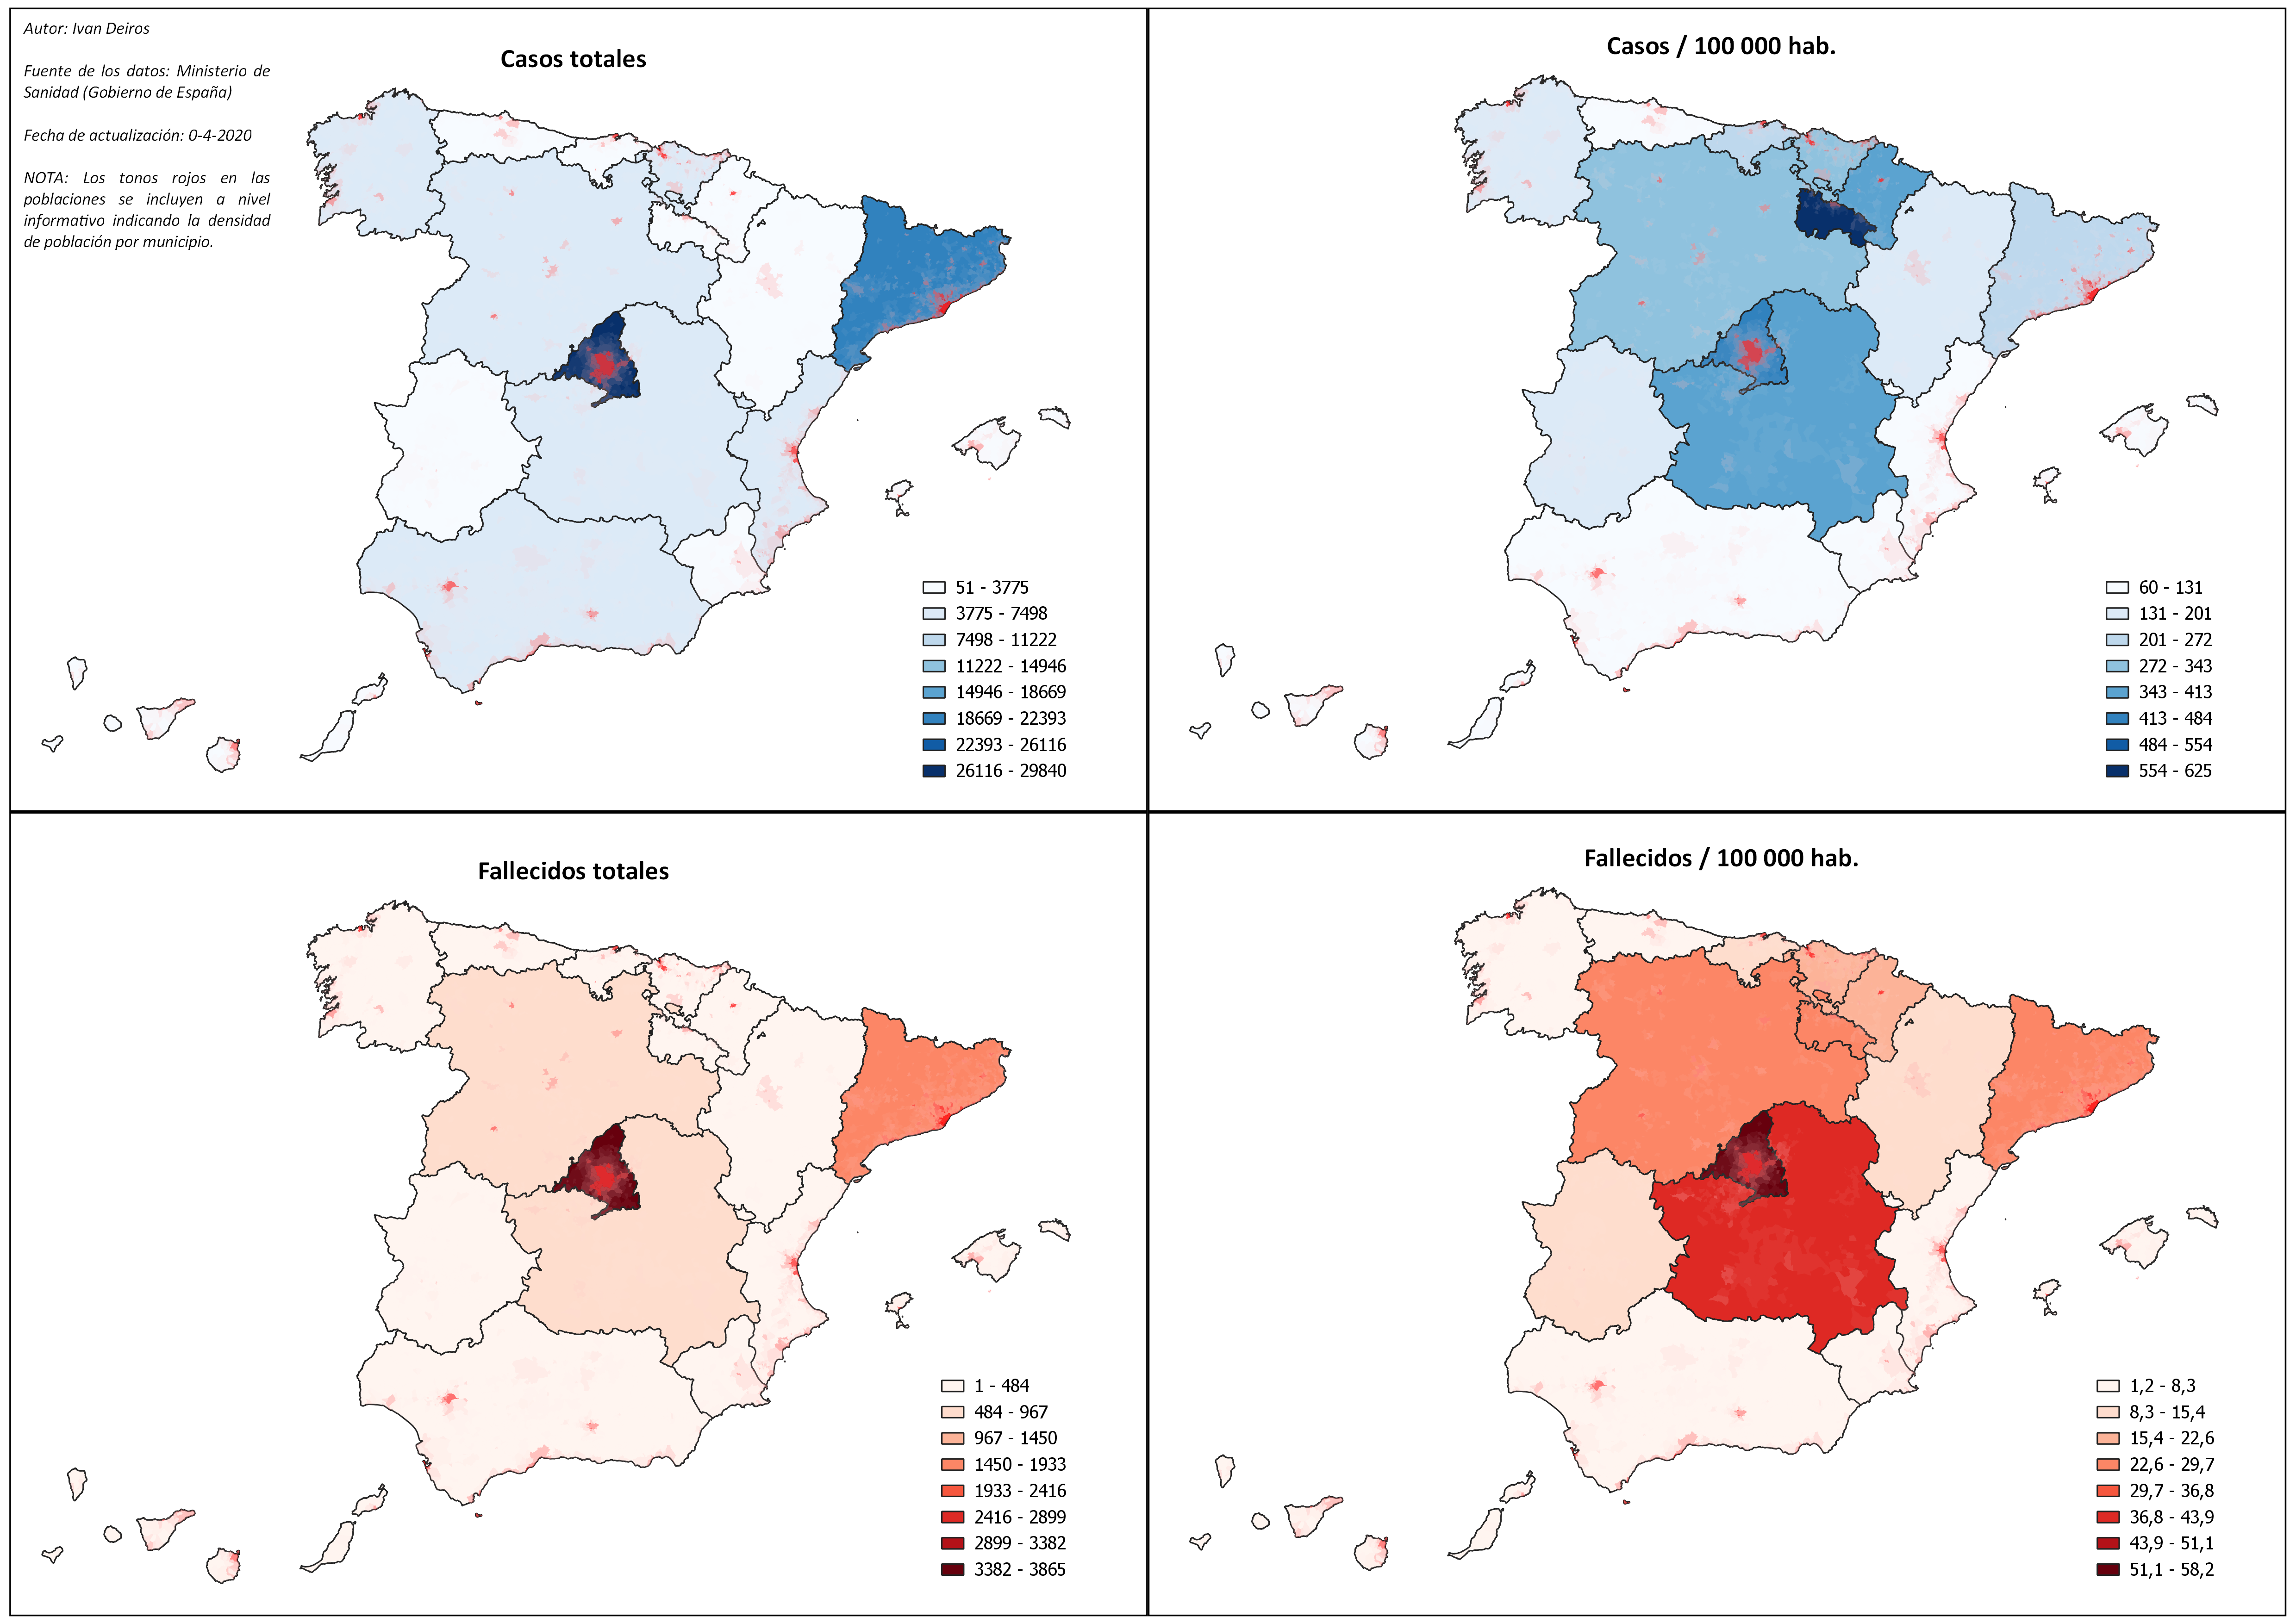 Autor: Ivan Deiros
Fuente de los datos: Ministerio de
Sanidad (Gobierno de España)
Fecha de actualización: 0-4-2020
NOTA: Los tonos rojos en las
poblaciones se incluyen a nivel
informativo indicando la densidad
de población por municipio.
Casos totales
51 - 3775
3775 - 7498
7498 - 11222
11222 - 14946
14946 - 18669
18669 - 22393
22393 - 26116
26116 - 29840
Casos / 100 000 hab.
60 - 131
131 - 201
201 - 272
272 - 343
343 - 413
413 - 484
484 - 554
554 - 625
Fallecidos totales
1 - 484
484 - 967
967 - 1450
1450 - 1933
1933 - 2416
2416 - 2899
2899 - 3382
3382 - 3865
Fallecidos / 100 000 hab.
1,2 - 8,3
8,3 - 15,4
15,4 - 22,6
22,6 - 29,7
29,7 - 36,8
36,8 - 43,9
43,9 - 51,1
51,1 - 58,2